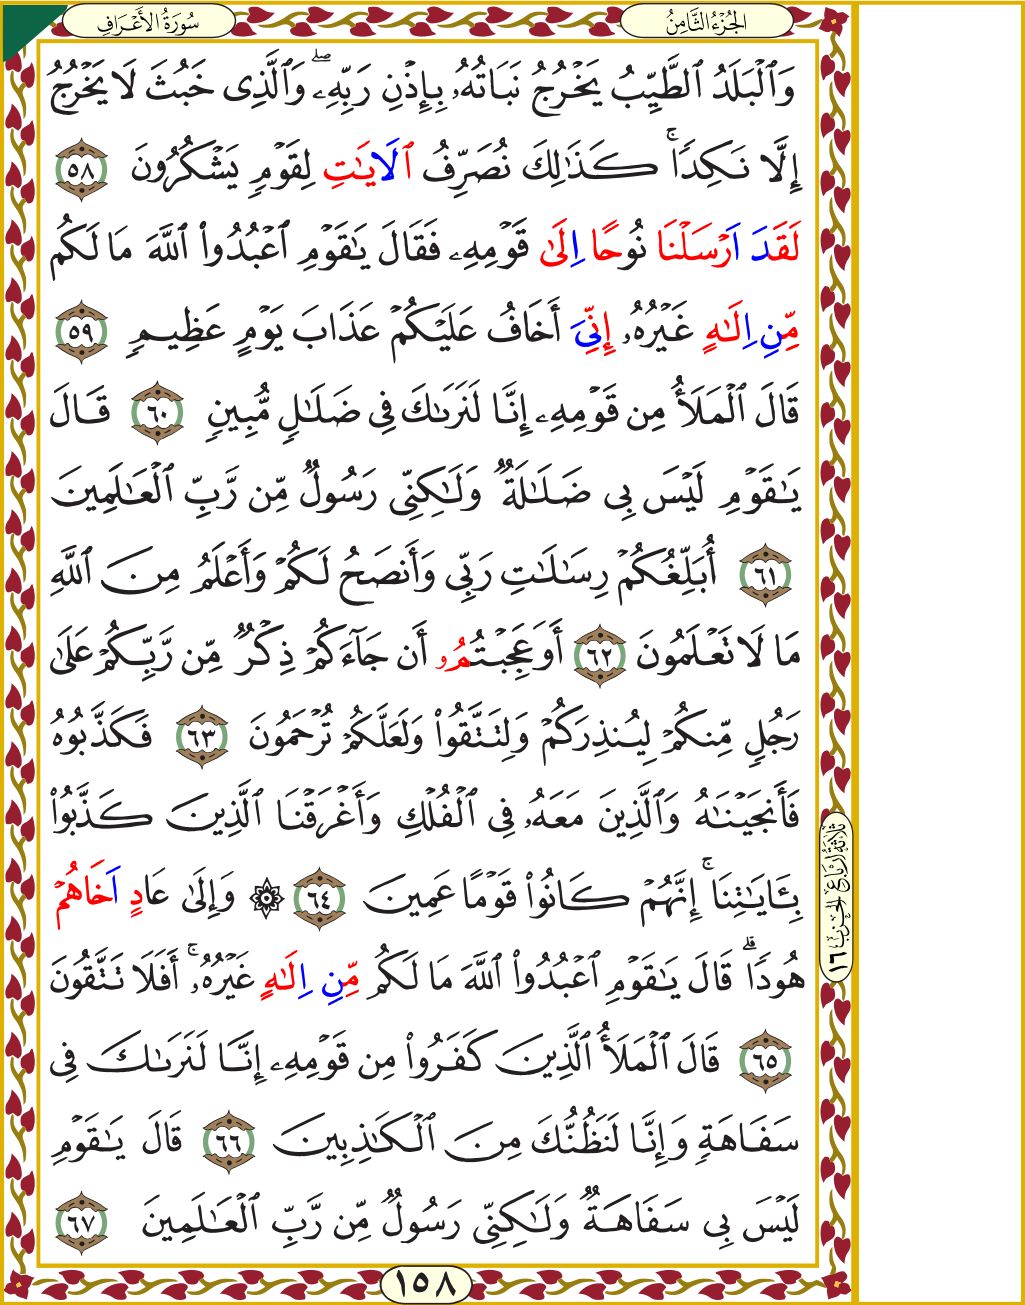 الجُزْءُ الثَّامِنُ
سُورَةُ الأَعْرَافِ
وَٱلْبَلَدُ ٱلطَّيِّبُ يَخْرُجُ نَبَاتُهُۥ بِإِذْنِ رَبِّهِۦۖ وَٱلَّذِى خَبُثَ لَا يَخْرُجُ
إِلَّا نَكِدٗاۚ كَذَٰلِكَ نُصَرِّفُ ٱلَايَٰتِ لِقَوْمٖ يَشْكُرُونَ ٥٨
لَقَدَ اَرْسَلْنَا نُوحًا اِلَىٰ قَوْمِهِۦ فَقَالَ يَٰقَوْمِ ٱعْبُدُواْ ٱللَّهَ مَا لَكُم
مِّنِ اِلَٰهٍ غَيْرُهُۥ إِنِّىَ أَخَافُ عَلَيْكُمْ عَذَابَ يَوْمٍ عَظِيمٖ ٥٩
قَالَ ٱلْمَلَأُ مِن قَوْمِهِۦ إِنَّا لَنَرَىٰكَ فِى ضَلَٰلٖ مُّبِينٖ ٦٠ قَالَ
يَٰقَوْمِ لَيْسَ بِى ضَلَٰلَةٞ وَلَٰكِنِّى رَسُولٞ مِّن رَّبِّ ٱلْعَٰلَمِينَ
٦١ أُبَلِّغُكُمْ رِسَٰلَٰتِ رَبِّى وَأَنصَحُ لَكُمْ وَأَعْلَمُ مِنَ ٱللَّهِ
مَا لَا تَعْلَمُونَ ٦٢ أَوَعَجِبْتُمُۥ أَن جَآءَكُمْ ذِكْرٞ مِّن رَّبِّكُمْ عَلَىٰ
رَجُلٖ مِّنكُمْ لِيُنذِرَكُمْ وَلِتَتَّقُواْ وَلَعَلَّكُمْ تُرْحَمُونَ ٦٣ فَكَذَّبُوهُ
فَأَنجَيْنَٰهُ وَٱلَّذِينَ مَعَهُۥ فِى ٱلْفُلْكِ وَأَغْرَقْنَا ٱلَّذِينَ كَذَّبُواْ
بِـَٔايَٰتِنَاۚ إِنَّهُمْ كَانُواْ قَوْمًا عَمِينَ ٦٤ ۞ وَإِلَىٰ عَادٍ اَخَاهُمْ
هُودٗاۗ قَالَ يَٰقَوْمِ ٱعْبُدُواْ ٱللَّهَ مَا لَكُم مِّنِ اِلَٰهٍ غَيْرُهُۥۚ أَفَلَا تَتَّقُونَ
٦٥ قَالَ ٱلْمَلَأُ ٱلَّذِينَ كَفَرُواْ مِن قَوْمِهِۦ إِنَّا لَنَرَىٰكَ فِى
سَفَاهَةٖ وَإِنَّا لَنَظُنُّكَ مِنَ ٱلْكَٰذِبِينَ ٦٦ قَالَ يَٰقَوْمِ
لَيْسَ بِى سَفَاهَةٞ وَلَٰكِنِّى رَسُولٞ مِّن رَّبِّ ٱلْعَٰلَمِينَ ٦٧
ثَلَاثَةُ أَرْبَاعِ الحِزْبِ ١٦
١٥٨